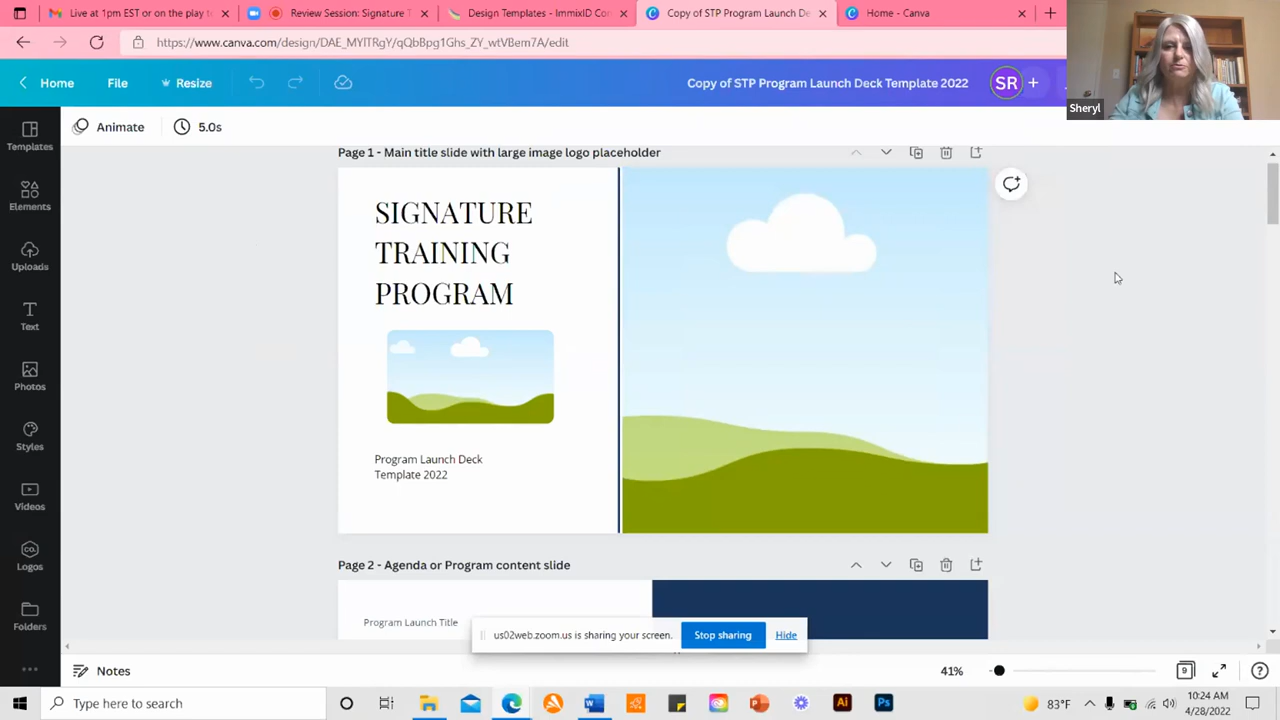 Live at 1pm EST or on the play t
Review Session: Signature T
Design Templates - ImmixID Con
Copy of STP Program Launch De
Home - Canva
https://www.canva.com/design/DAE_MYlTRgY/qQbBpg1Ghs_ZY_wtVBem7A/edit
Home
File
Resize
Copy of STP Program Launch Deck Template 2022
SR
Sheryl
Animate
5.0s
Templates
Elements
Uploads
Text
Photos
Styles
Videos
CO.
Logos
Folders
Page 1 - Main title slide with large image logo placeholder
SIGNATURE
TRAINING
PROGRAM
Program Launch Deck
Template 2022
Page 2 - Agenda or Program content slide
Program Launch Title
us02web.zoom.us is sharing your screen.
Stop sharing
Hide
Notes
41%
9
Type here to search
Ai
Ps
83°F
10:24 AM
4/28/2022